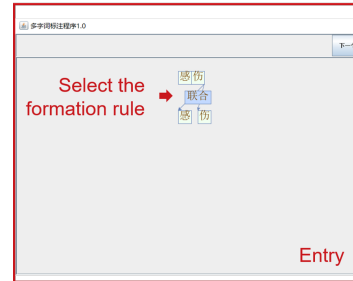 多字词标注程序1.0
下一个
感伤
Select the
formation rule
联合
感 伤
Entry